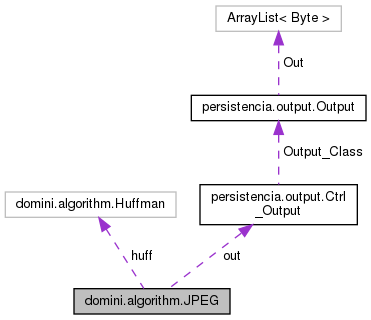 ArrayList< Byte >
Out
persistencia.output.Output
Output_Class
domini.algorithm.Huffman
persistencia.output.Ctrl
_Output
huff
out
domini.algorithm.JPEG